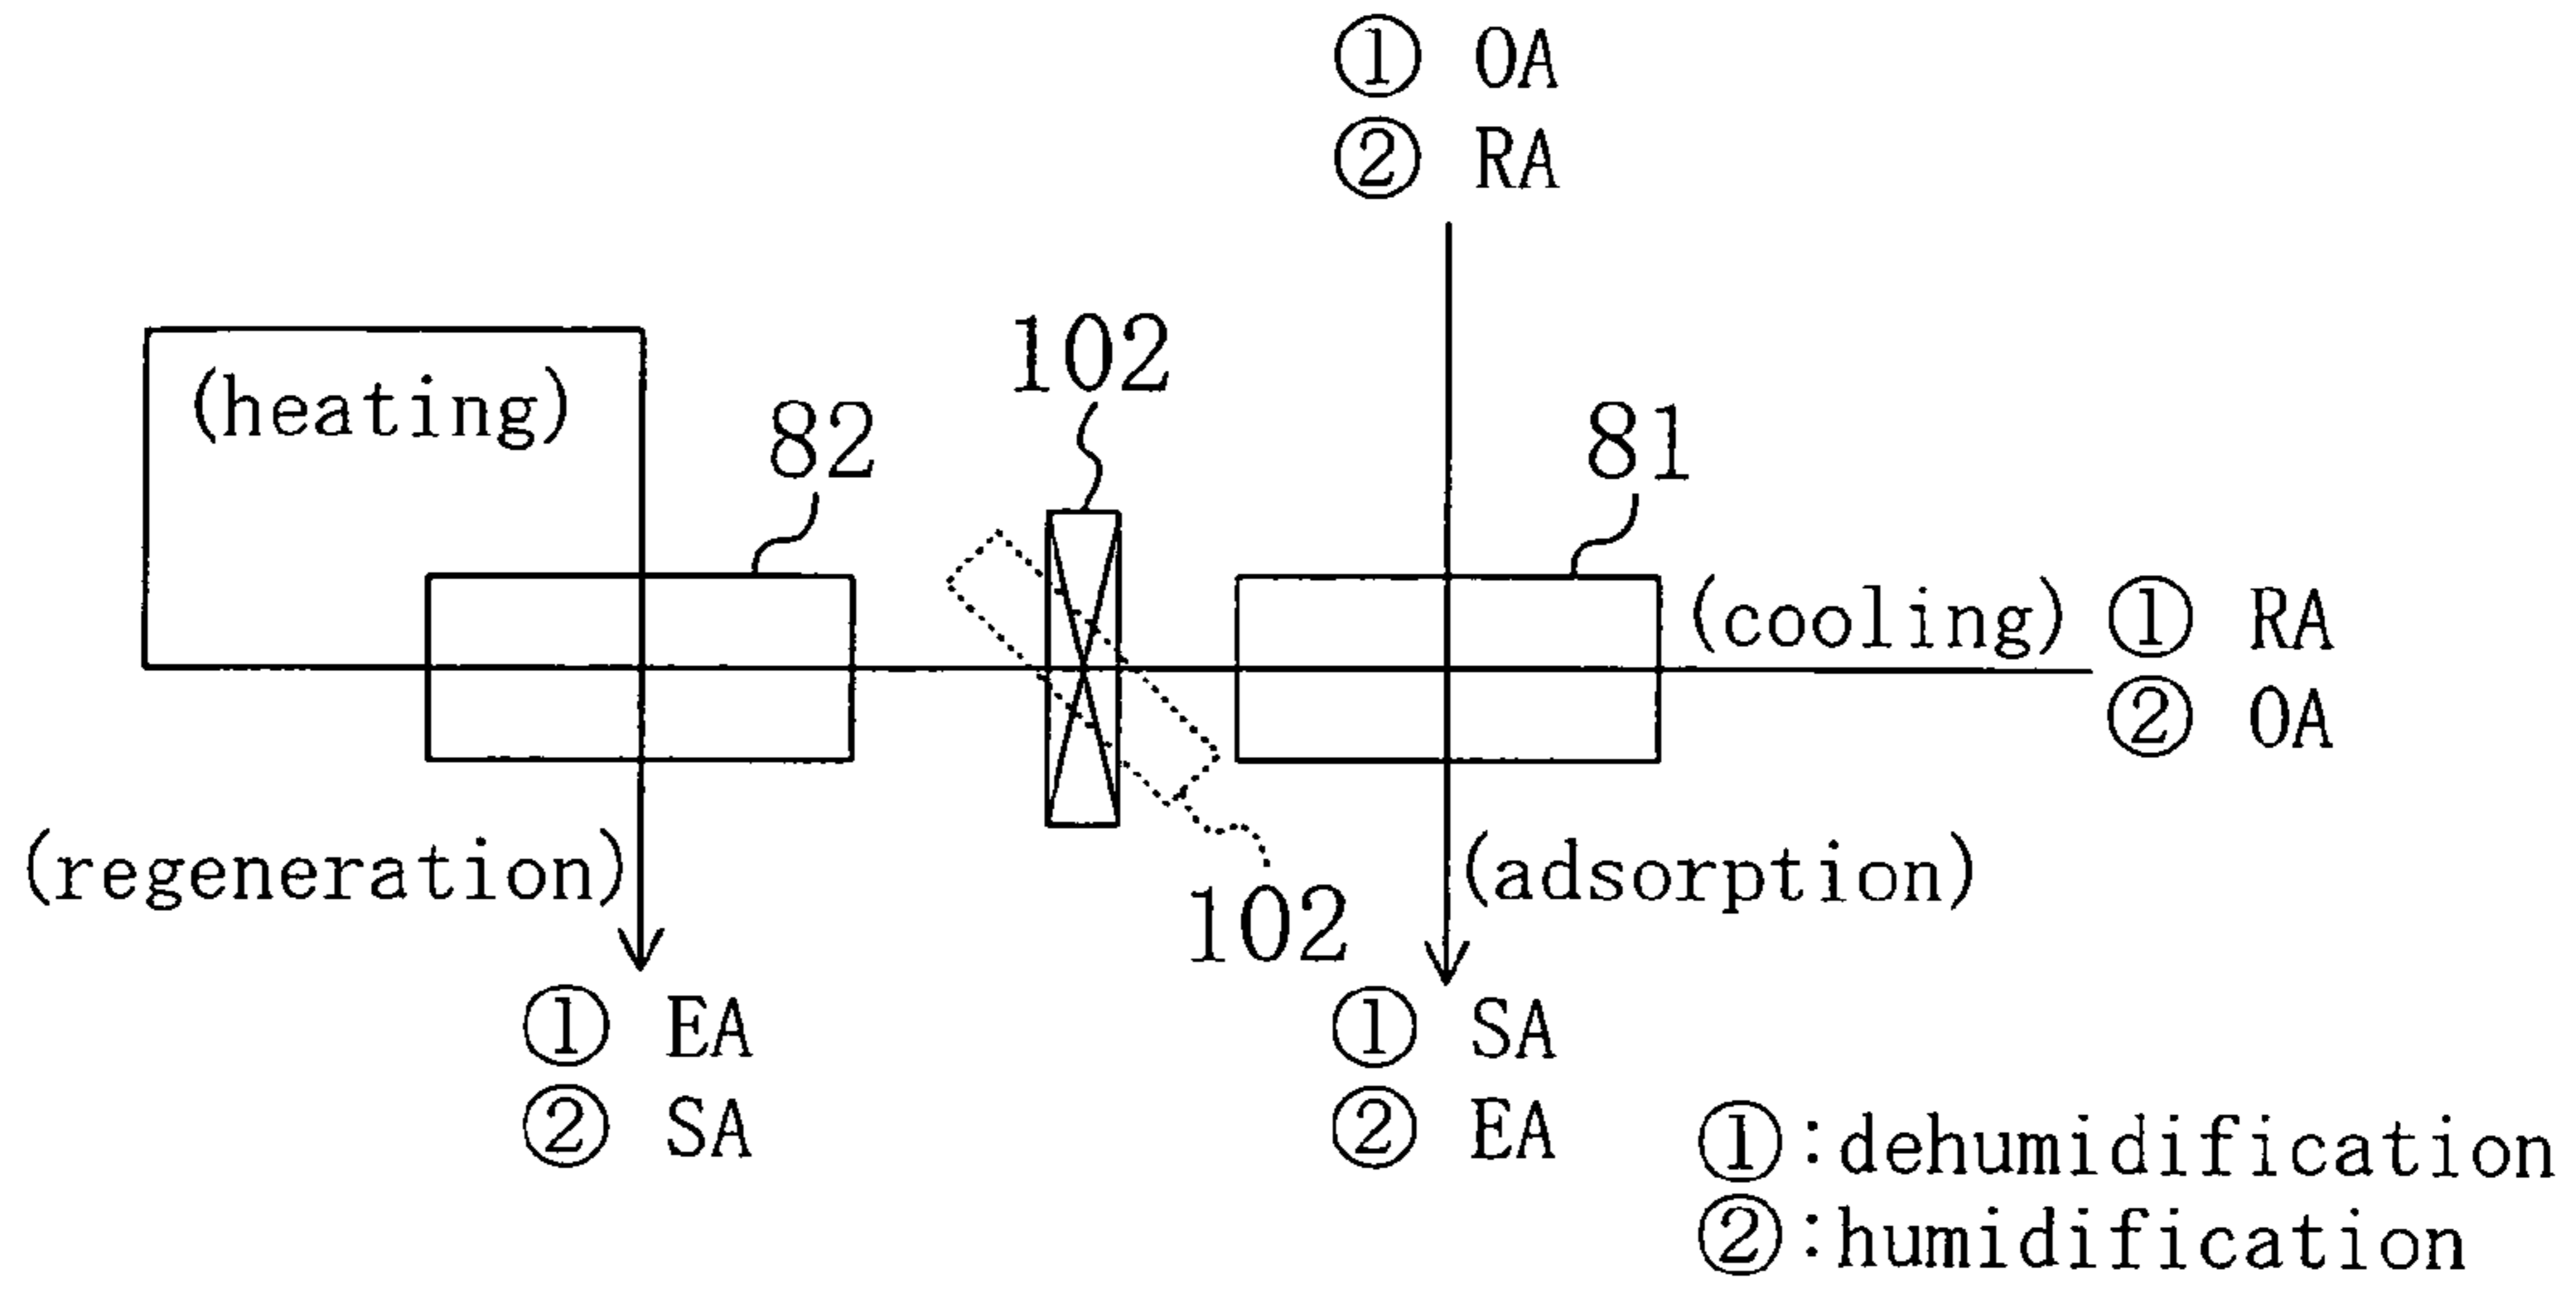 ① OA
② RA
102
(heating)
82
81
(cooling) ① RA
② OA
(regeneration)
(adsorption)
102
① EA
② SA
① SA
② EA
①:dehumidification
②:humidification